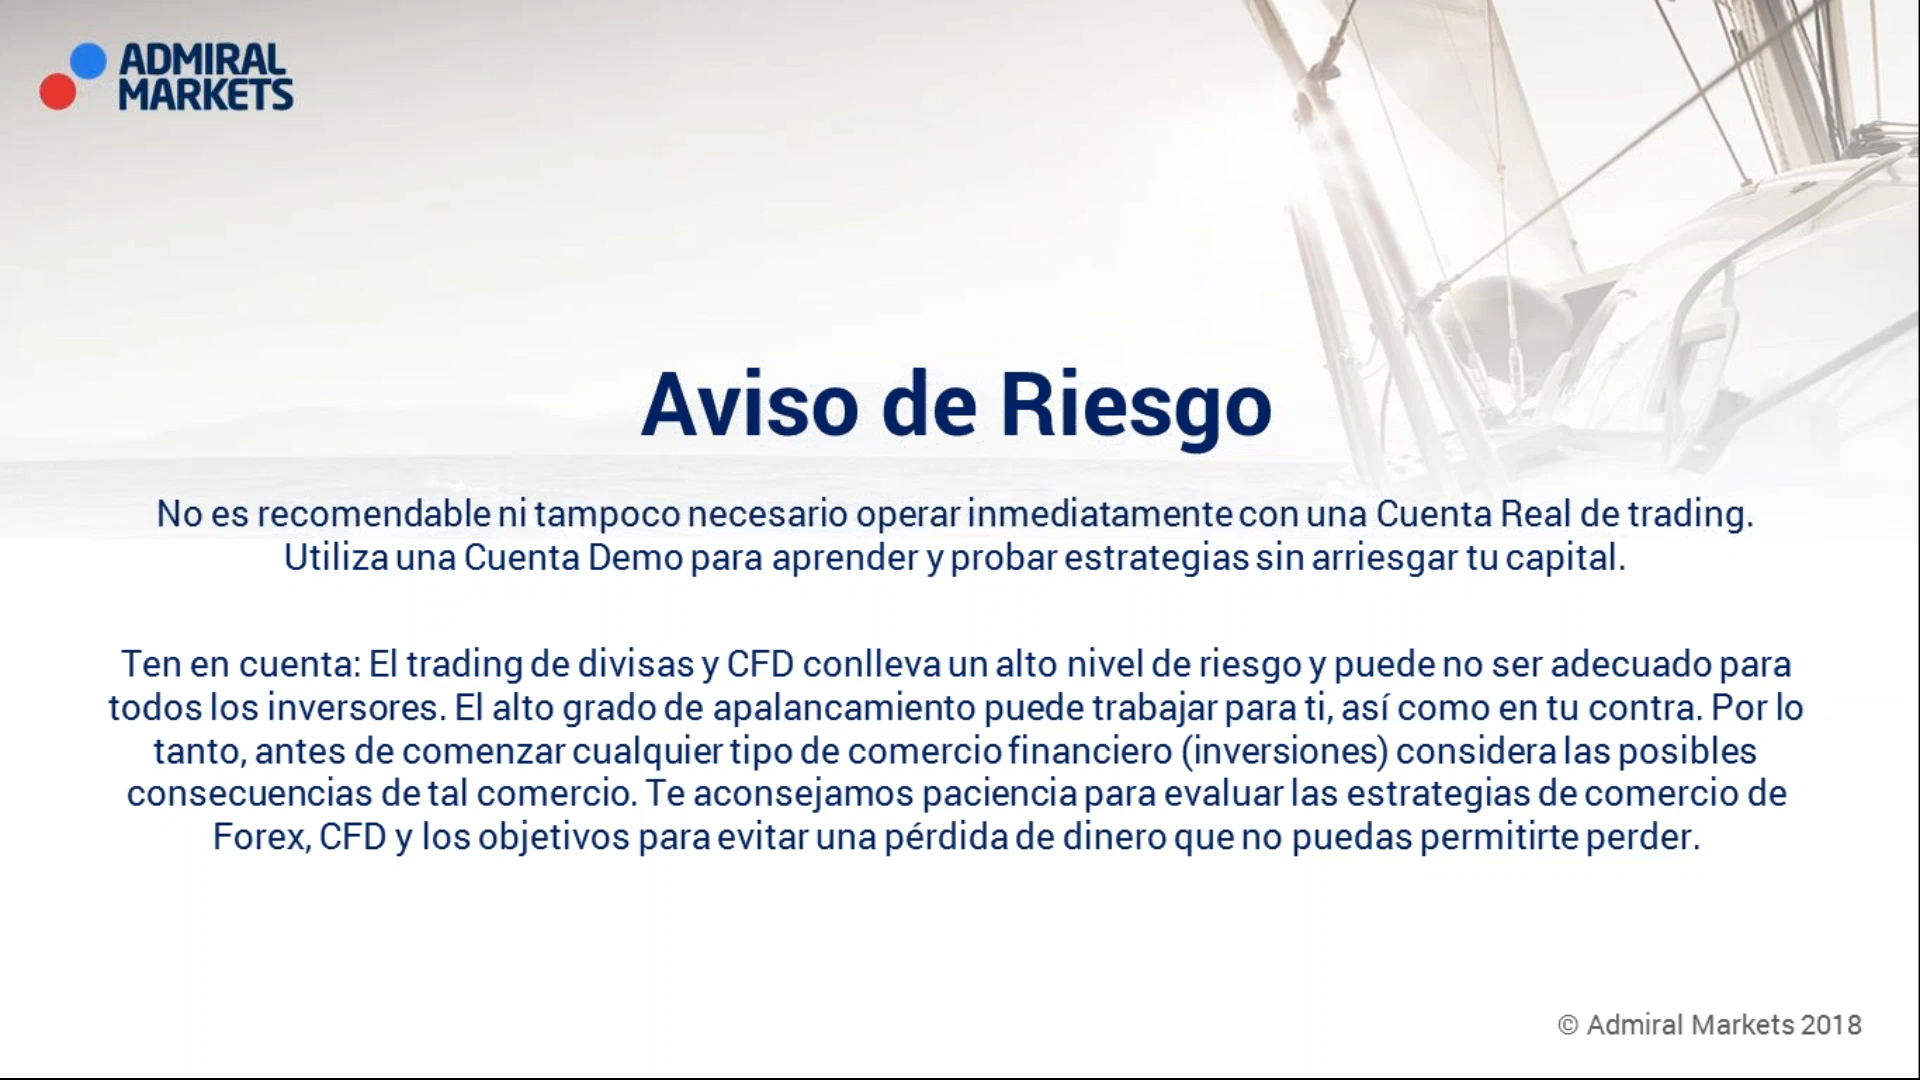 ADMIRAL
MARKETS
Aviso de Riesgo
No es recomendable ni tampoco necesario operar inmediatamente con una Cuenta Real de trading.
Utiliza una Cuenta Demo para aprender y probar estrategias sin arriesgar tu capital.
Ten en cuenta: El trading de divisas y CFD conlleva un alto nivel de riesgo y puede no ser adecuado para
todos los inversores. El alto grado de apalancamiento puede trabajar para ti, así como en tu contra. Por lo
tanto, antes de comenzar cualquier tipo de comercio financiero (inversiones) considera las posibles
consecuencias de tal comercio. Te aconsejamos paciencia para evaluar las estrategias de comercio de
Forex, CFD y los objetivos para evitar una pérdida de dinero que no puedas permitirte perder.
© Admiral Markets 2018